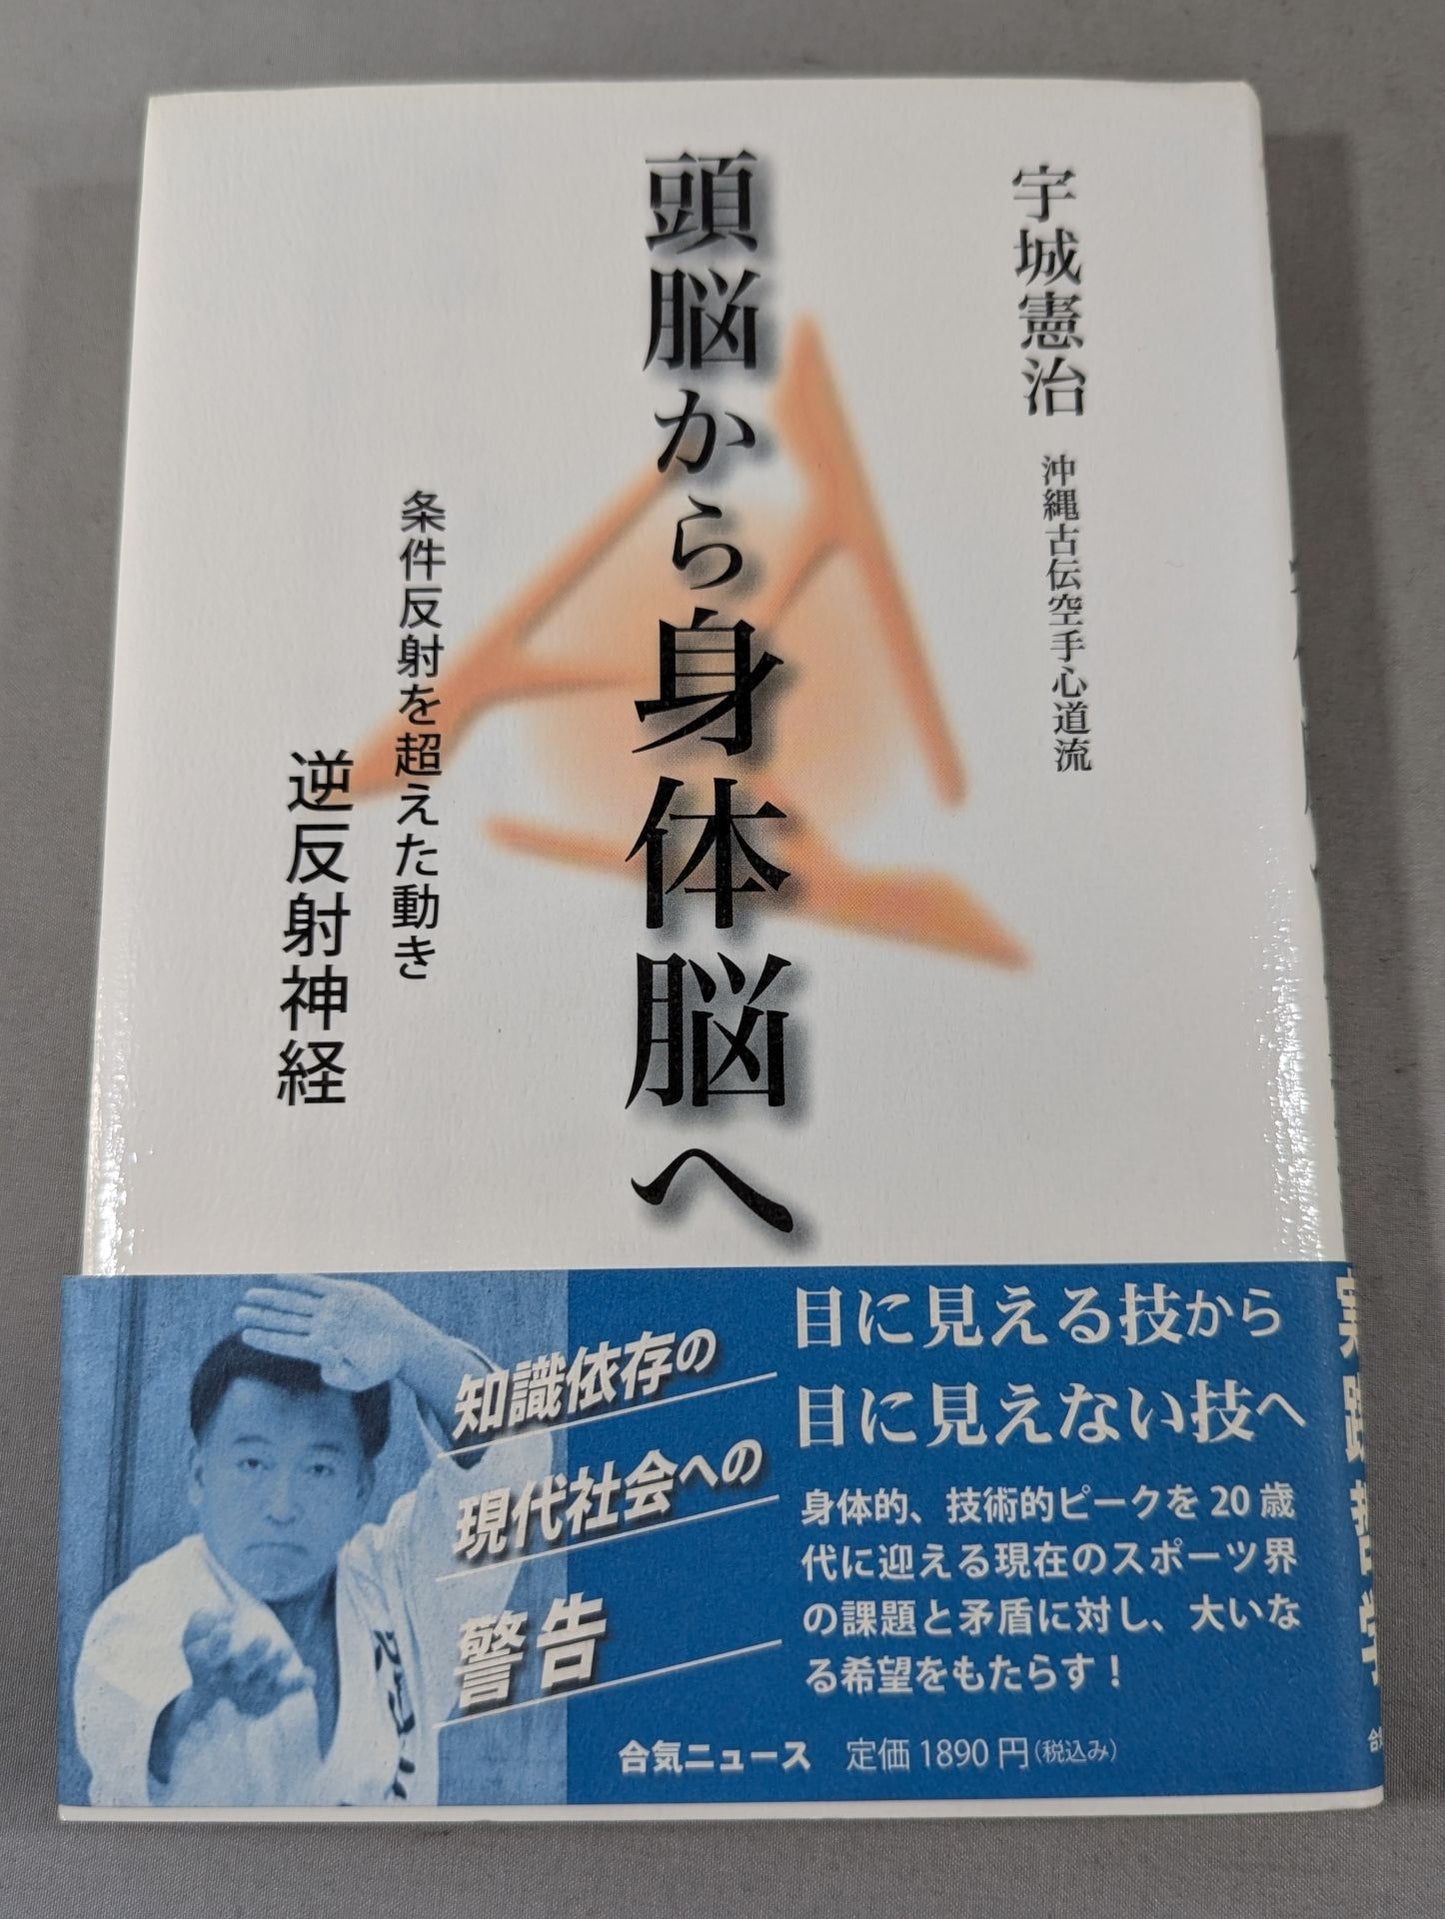 宇城憲治
沖縄古伝空手心道流
頭脳から身体脳へ
条件反射を超えた動き
逆反射神経
目に見える技から
目に見えない技へ
知識依存の
現代社会への
警告
身体的、技術的ピークを20歳
代に迎える現在のスポーツ界
の課題と矛盾に対し、大いな
る希望をもたらす！
合気ニュース 定価1890円（税込み）
実践哲学